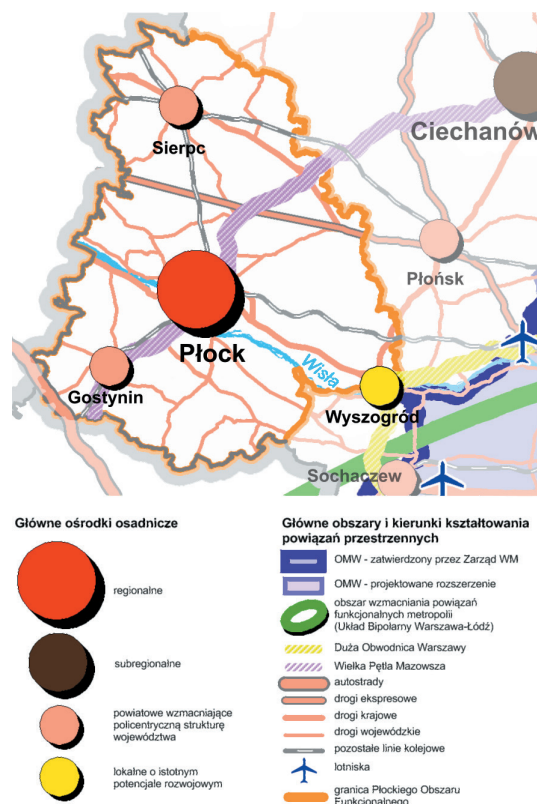 Ciechanów
Sierpc
Płońsk
Płock
Wisła
Gostynin
Wyszogród
Sochaczew
Główne ośrodki osadnicze
regionalne
subregionalne
powiatowe wzmacniające
policentryczną strukturę
województwa
lokalne o istotnym
potencjale rozwojowym
Główne obszary i kierunki kształtowania
powiązań przestrzennych
OMW - zatwierdzony przez Zarząd WM
OMW - projektowane rozszerzenie
obszar wzmacniania powiązań
funkcjonalnych metropolii
(Układ Bipolarny Warszawa-Łódź)
Duża Obwodnica Warszawy
Wielka Pętla Mazowsza
autostrady
drogi ekspresowe
drogi krajowe
drogi wojewódzkie
pozostałe linie kolejowe
lotniska
granica Płockiego Obszaru
Funkcjonalnego